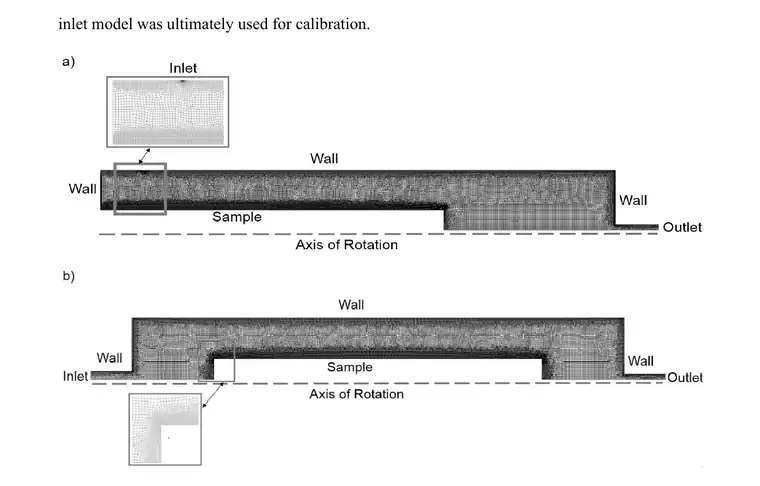 inlet model was ultimately used for calibration.
a)
Inlet
Wall
Wall
Wall
Sample
Outlet
Axis of Rotation
b)
Wall
Wall
Wall
Sample
Inlet
Outlet
Axis of Rotation